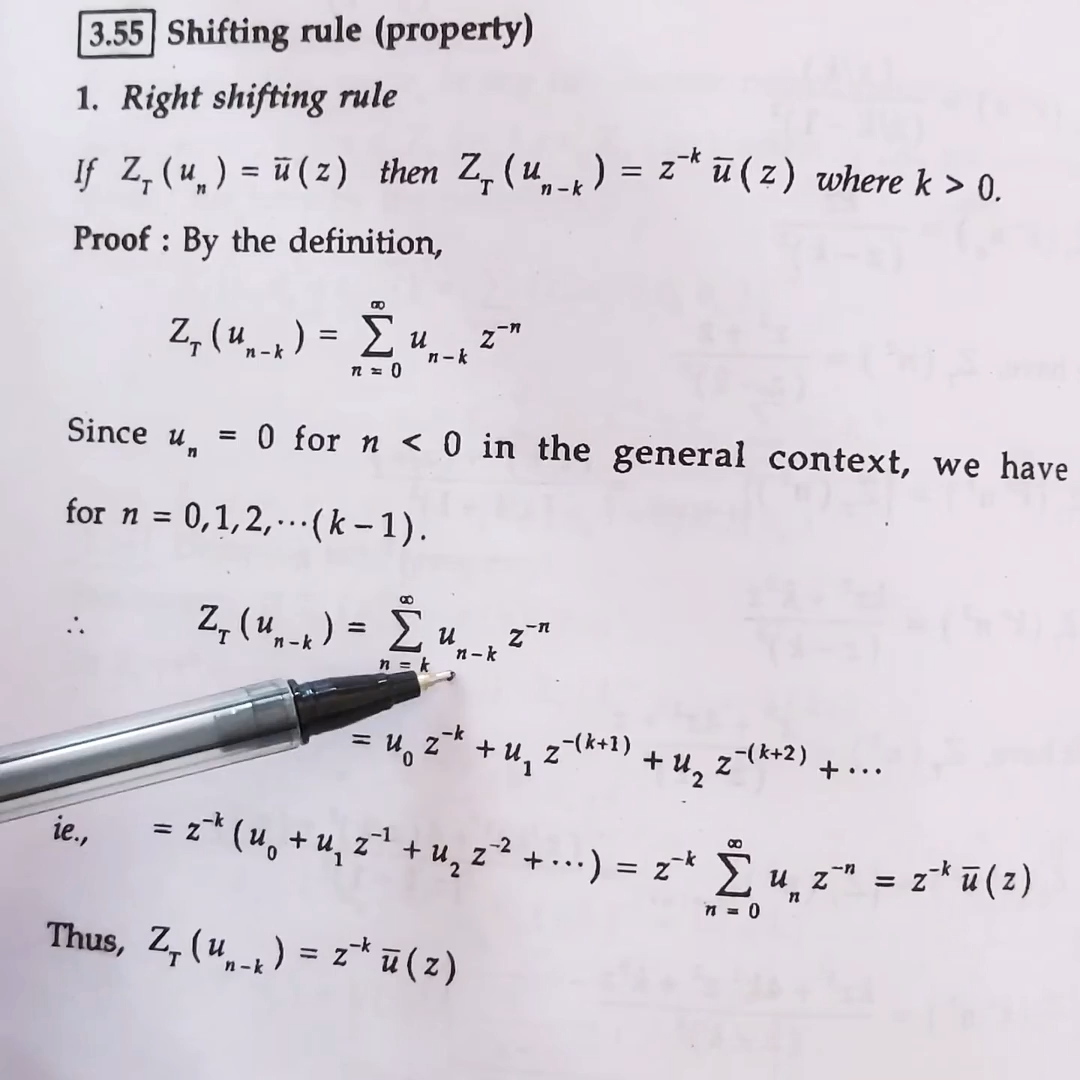 3.55 Shifting rule (property)
1. Right shifting rule
If Z_T (u_n) = ū(z) then Z_T (u_{n-k}) = z^{-k} ū(z) where k > 0.
Proof : By the definition,
Z_T (u_{n-k}) = ∑_{n=0}^{∞} u_{n-k} z^{-n}
Since u_n = 0 for n < 0 in the general context, we have
for n = 0,1,2,···(k-1).
∴ Z_T (u_{n-k}) = ∑_{n=k}^{∞} u_{n-k} z^{-n}
= u_0 z^{-k} + u_1 z^{-(k+1)} + u_2 z^{-(k+2)} + ···
ie., = z^{-k} (u_0 + u_1 z^{-1} + u_2 z^{-2} + ···) = z^{-k} ∑_{n=0}^{∞} u_n z^{-n} = z^{-k} ū(z)
Thus, Z_T (u_{n-k}) = z^{-k} ū(z)